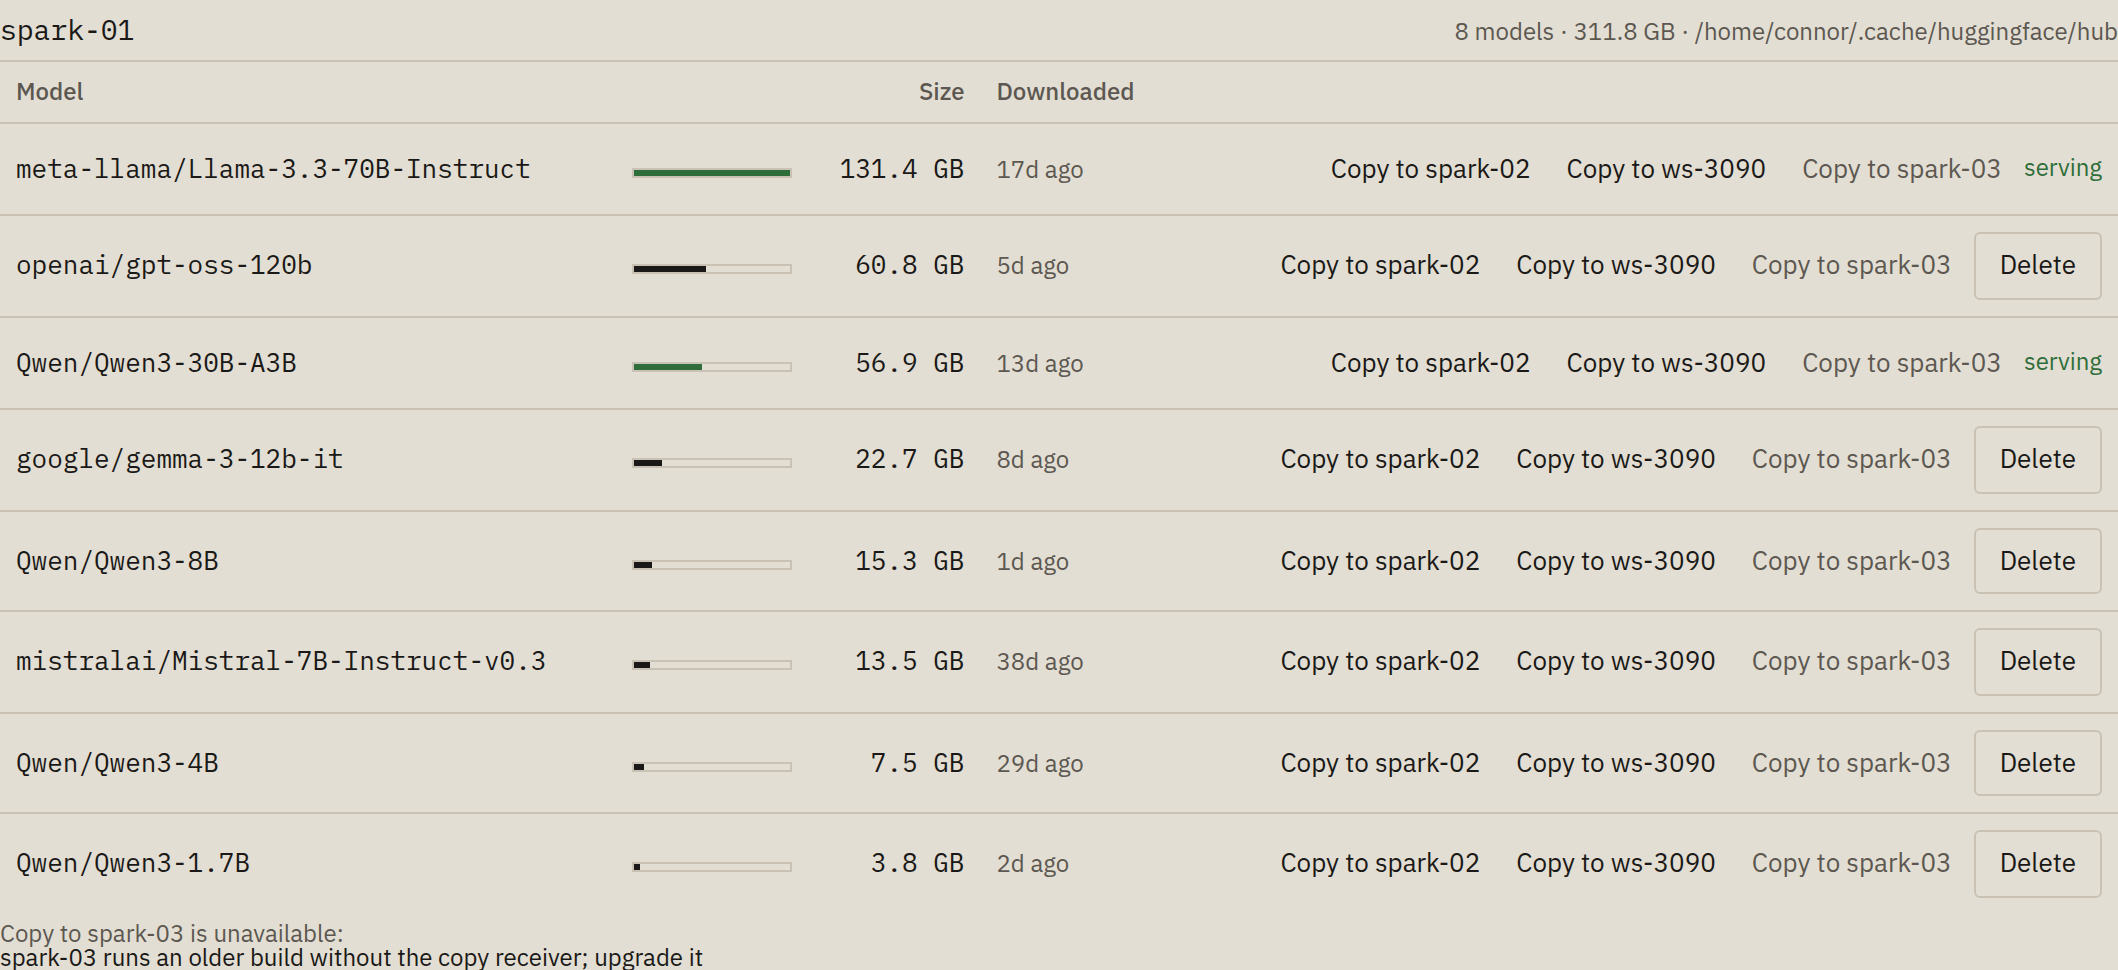 spark-01 8 models · 311.8 GB · /home/connor/.cache/huggingface/hub
Model Size Downloaded
meta-llama/Llama-3.3-70B-Instruct 131.4 GB 17d ago Copy to spark-02 Copy to ws-3090 Copy to spark-03 serving
openai/gpt-oss-120b 60.8 GB 5d ago Copy to spark-02 Copy to ws-3090 Copy to spark-03 Delete
Qwen/Qwen3-30B-A3B 56.9 GB 13d ago Copy to spark-02 Copy to ws-3090 Copy to spark-03 serving
google/gemma-3-12b-it 22.7 GB 8d ago Copy to spark-02 Copy to ws-3090 Copy to spark-03 Delete
Qwen/Qwen3-8B 15.3 GB 1d ago Copy to spark-02 Copy to ws-3090 Copy to spark-03 Delete
mistralai/Mistral-7B-Instruct-v0.3 13.5 GB 38d ago Copy to spark-02 Copy to ws-3090 Copy to spark-03 Delete
Qwen/Qwen3-4B 7.5 GB 29d ago Copy to spark-02 Copy to ws-3090 Copy to spark-03 Delete
Qwen/Qwen3-1.7B 3.8 GB 2d ago Copy to spark-02 Copy to ws-3090 Copy to spark-03 Delete
Copy to spark-03 is unavailable:
spark-03 runs an older build without the copy receiver; upgrade it